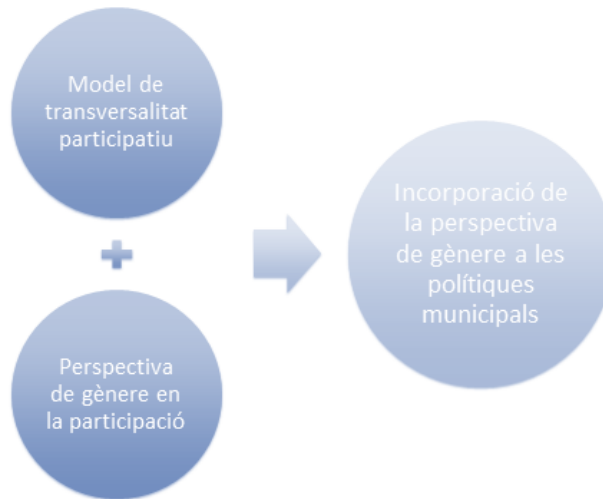 Model de
transversalitat
participatiu
Perspectiva
de gènere en
la participació
Incorporació de
la perspectiva
de gènere a les
polítiques
municipals